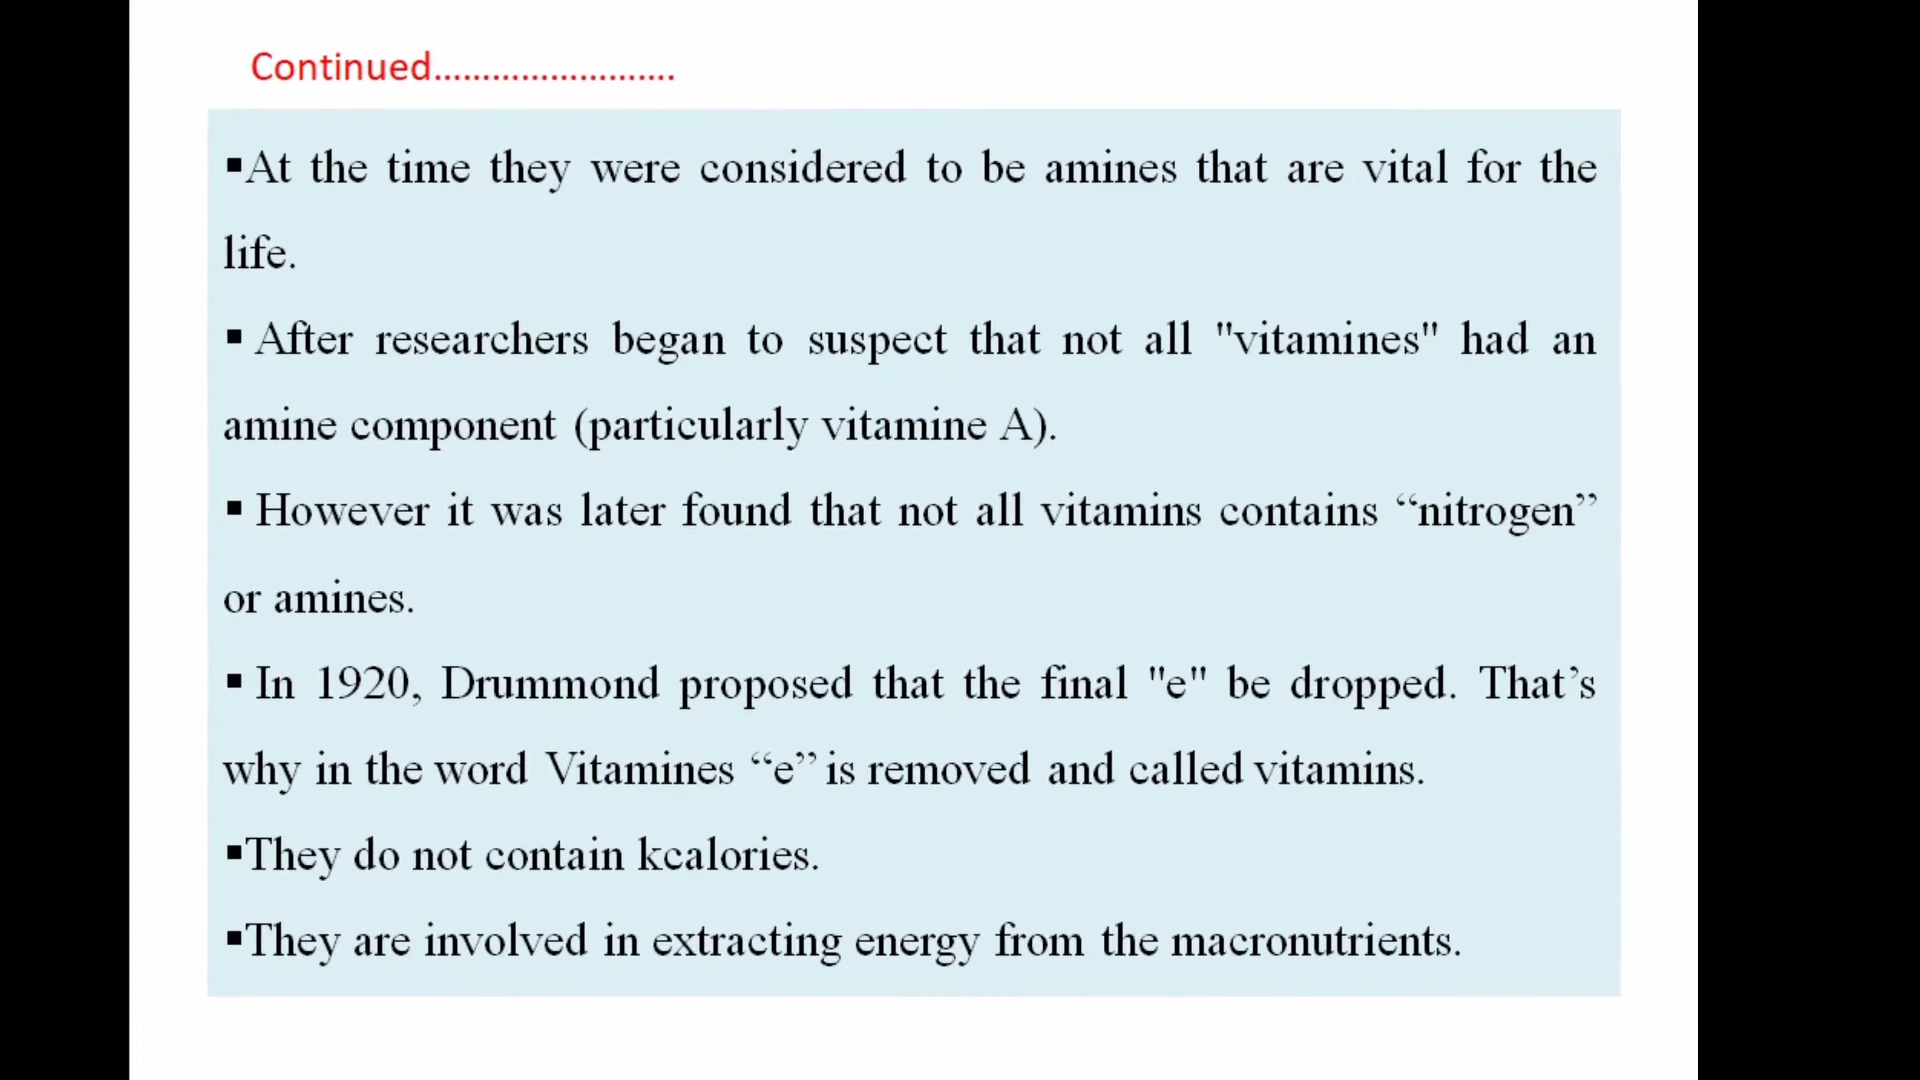 Continued..........................
▪At the time they were considered to be amines that are vital for the
life.
▪ After researchers began to suspect that not all "vitamines" had an
amine component (particularly vitamine A).
▪ However it was later found that not all vitamins contains “nitrogen”
or amines.
▪ In 1920, Drummond proposed that the final "e" be dropped. That’s
why in the word Vitamines “e” is removed and called vitamins.
▪They do not contain kcalories.
▪They are involved in extracting energy from the macronutrients.